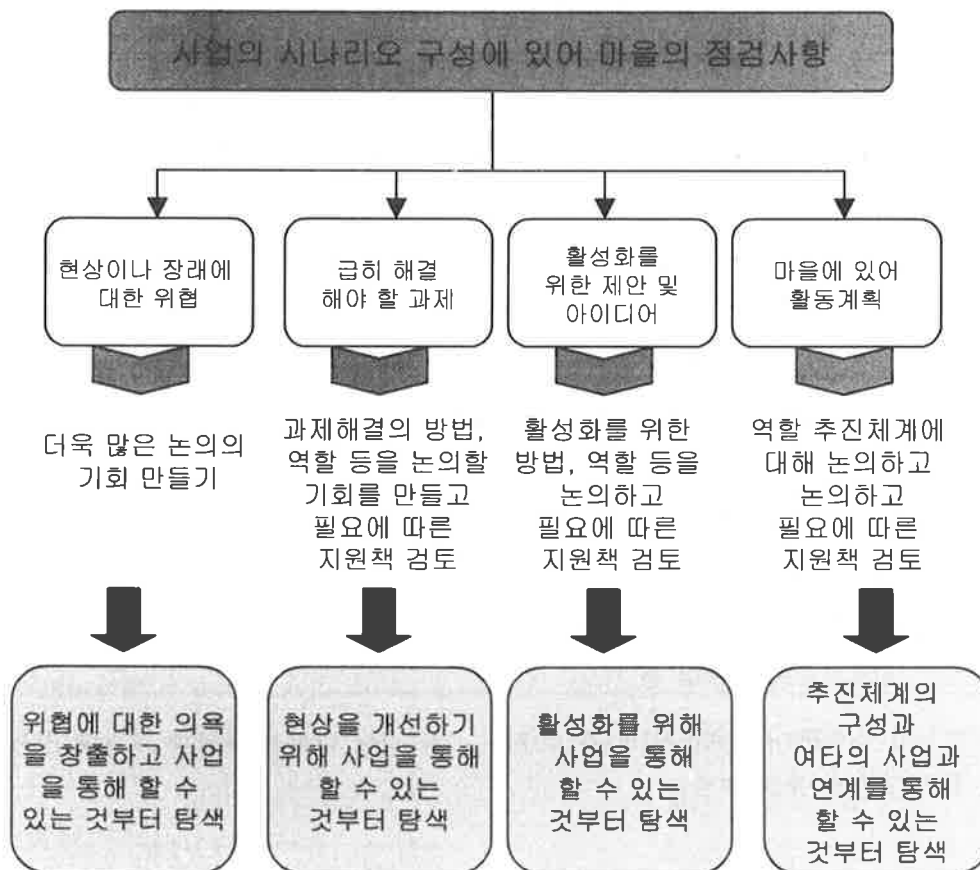 사업의 시나리오 구성에 있어 마을의 점검사항
현상이나 장래에
대한 위협
급히 해결
해야 할 과제
활성화를
위한 제안 및
아이디어
마을에 있어
활동계획
더욱 많은 논의의
기회 만들기
과제해결의 방법,
역할 등을 논의할
기회를 만들고
필요에 따른
지원책 검토
활성화를 위한
방법, 역할 등을
논의하고
필요에 따른
지원책 검토
역할 추진체계에
대해 논의하고
논의하고
필요에 따른
지원책 검토
위협에 대한 의욕
을 창출하고 사업
을 통해 할 수
있는 것부터 탐색
현상을 개선하기
위해 사업을 통해
할 수 있는
것부터 탐색
활성화를 위해
사업을 통해
할 수 있는
것부터 탐색
추진체계의
구성과
여타의 사업과
연계를 통해
할 수 있는
것부터 탐색